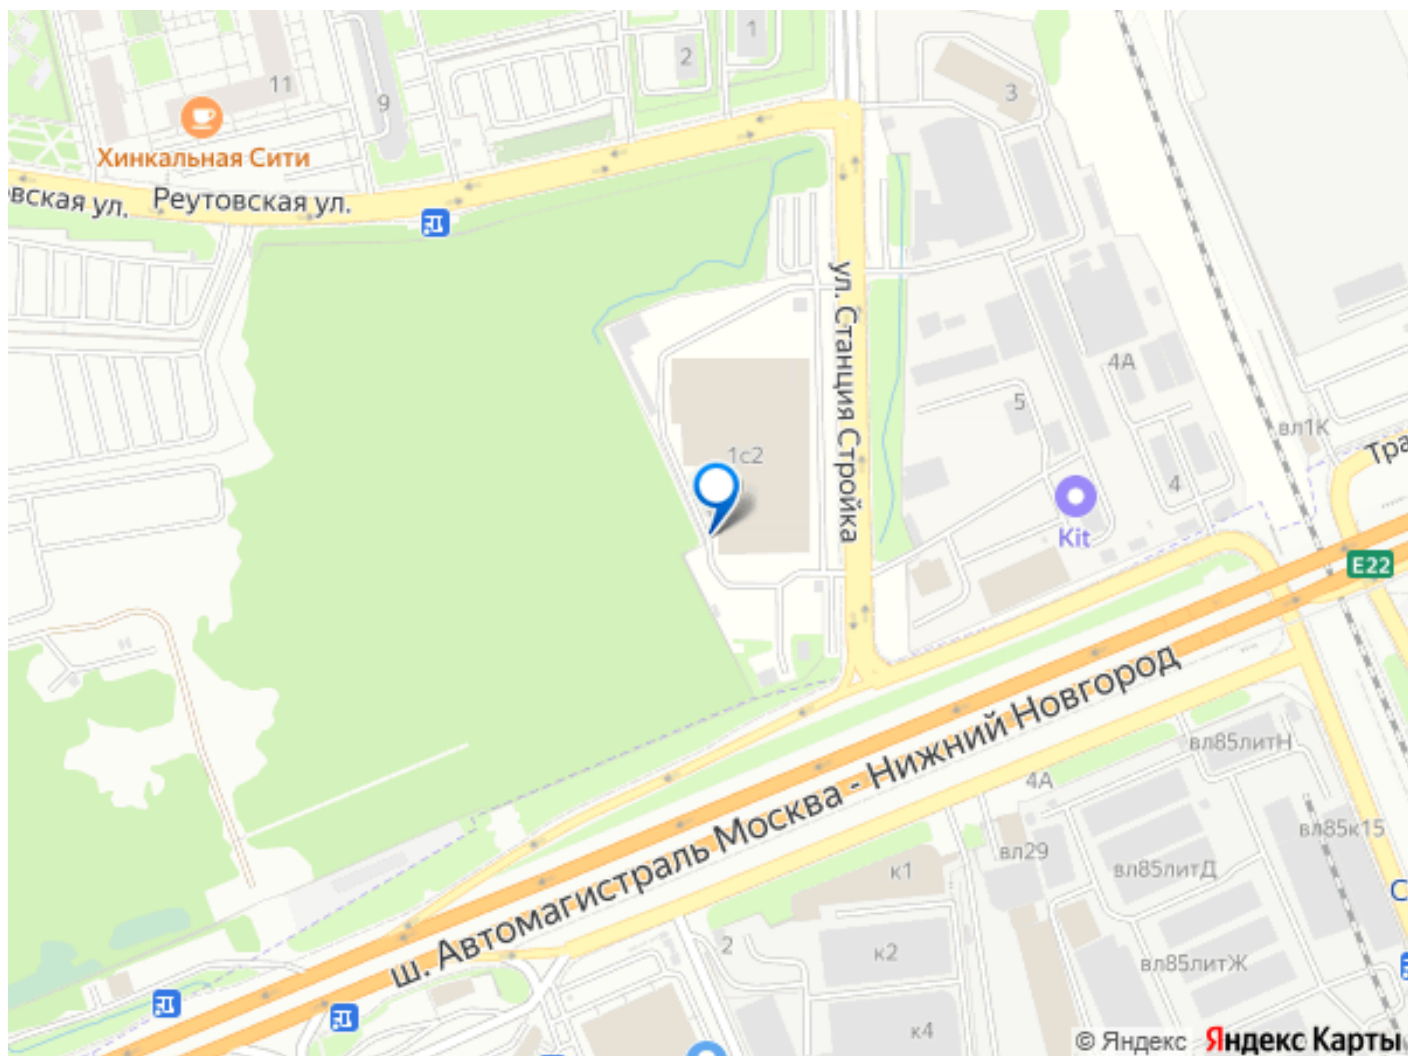 1
2
11
9
3
Хинкальная Сити
вская ул.
Реутовская ул.
ул. Станция Стройка
4А
5
вл1К
Тра
1с2
4
Kit
E22
ш. Автомагистраль Москва - Нижний Новгород
вл85литН
4А
вл85к15
вл29
к1
вл85литД
С
2
к2
вл85литЖ
к4
© Яндекс Яндекс Карты